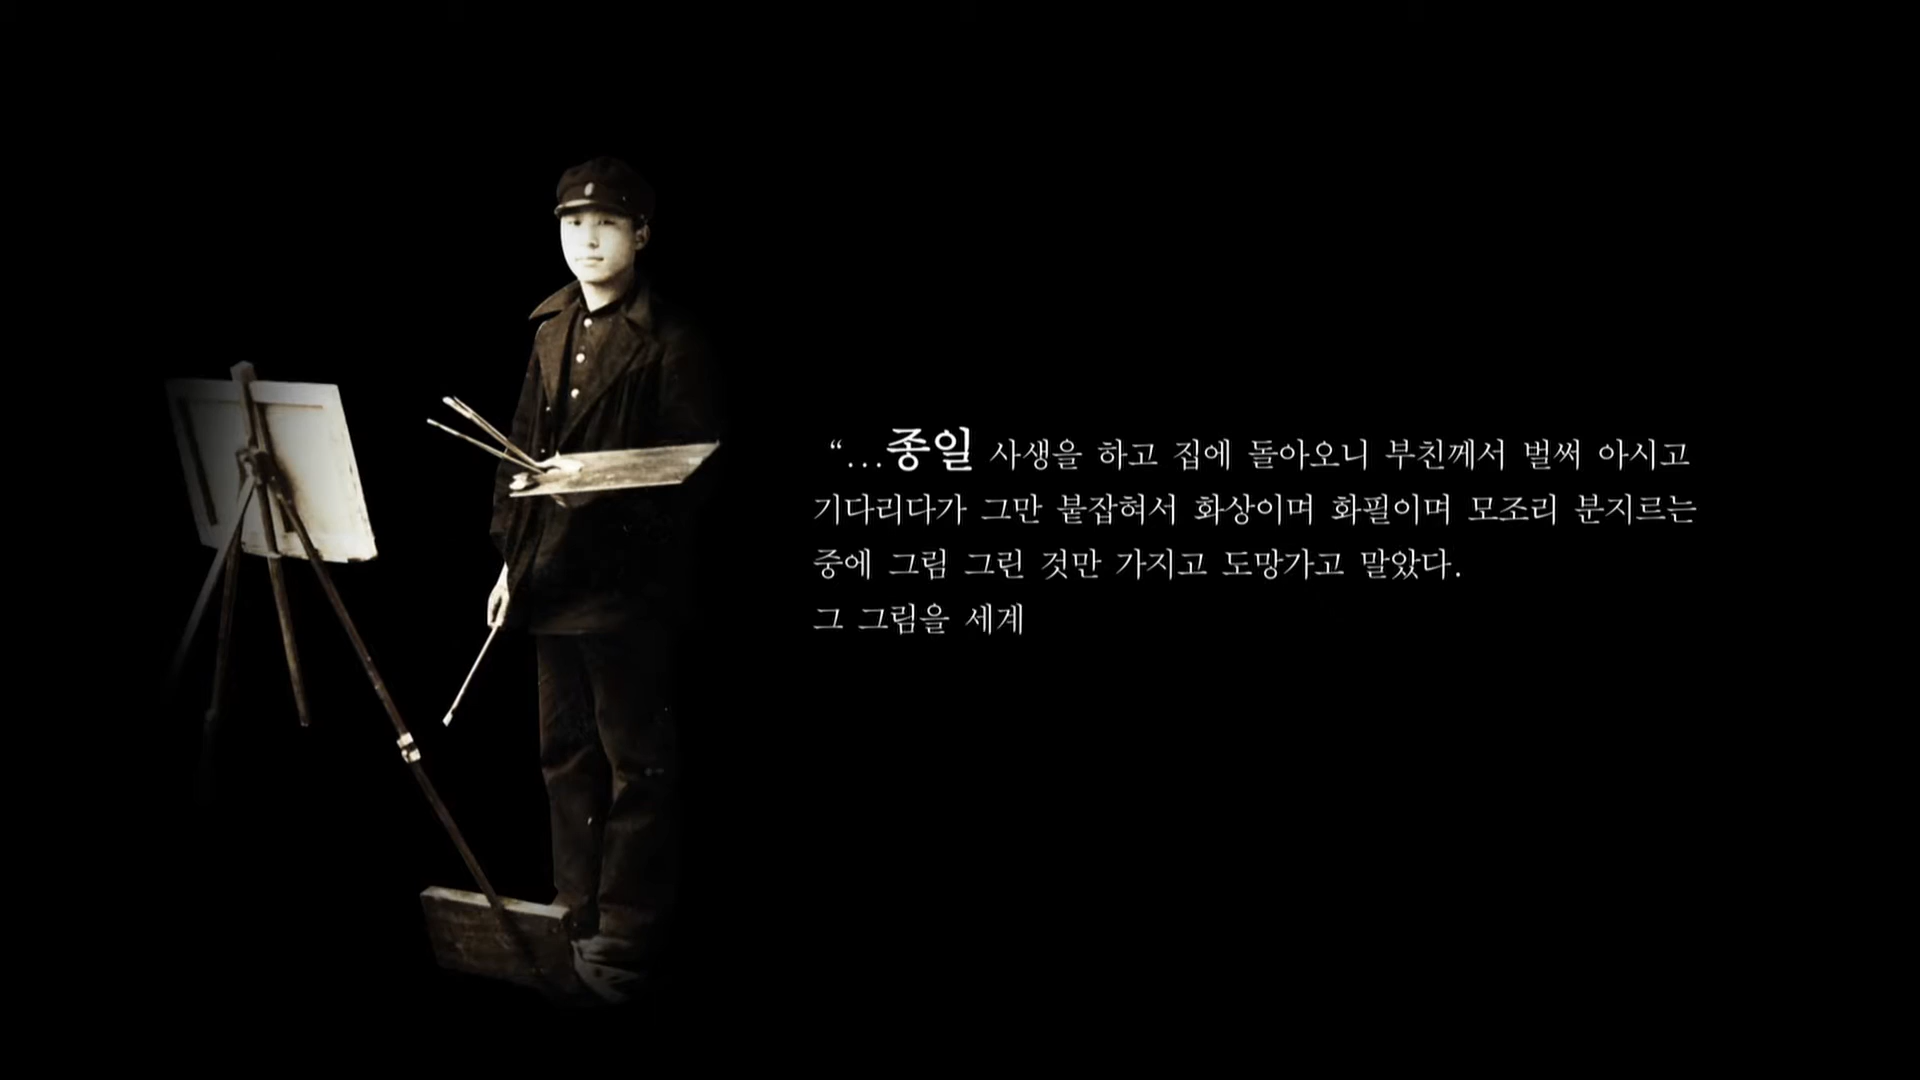 “...종일 사생을 하고 집에 돌아오니 부친께서 벌써 아시고
기다리다가 그만 붙잡혀서 화상이며 화필이며 모조리 분지르는
중에 그림 그린 것만 가지고 도망가고 말았다.
그 그림을 세계